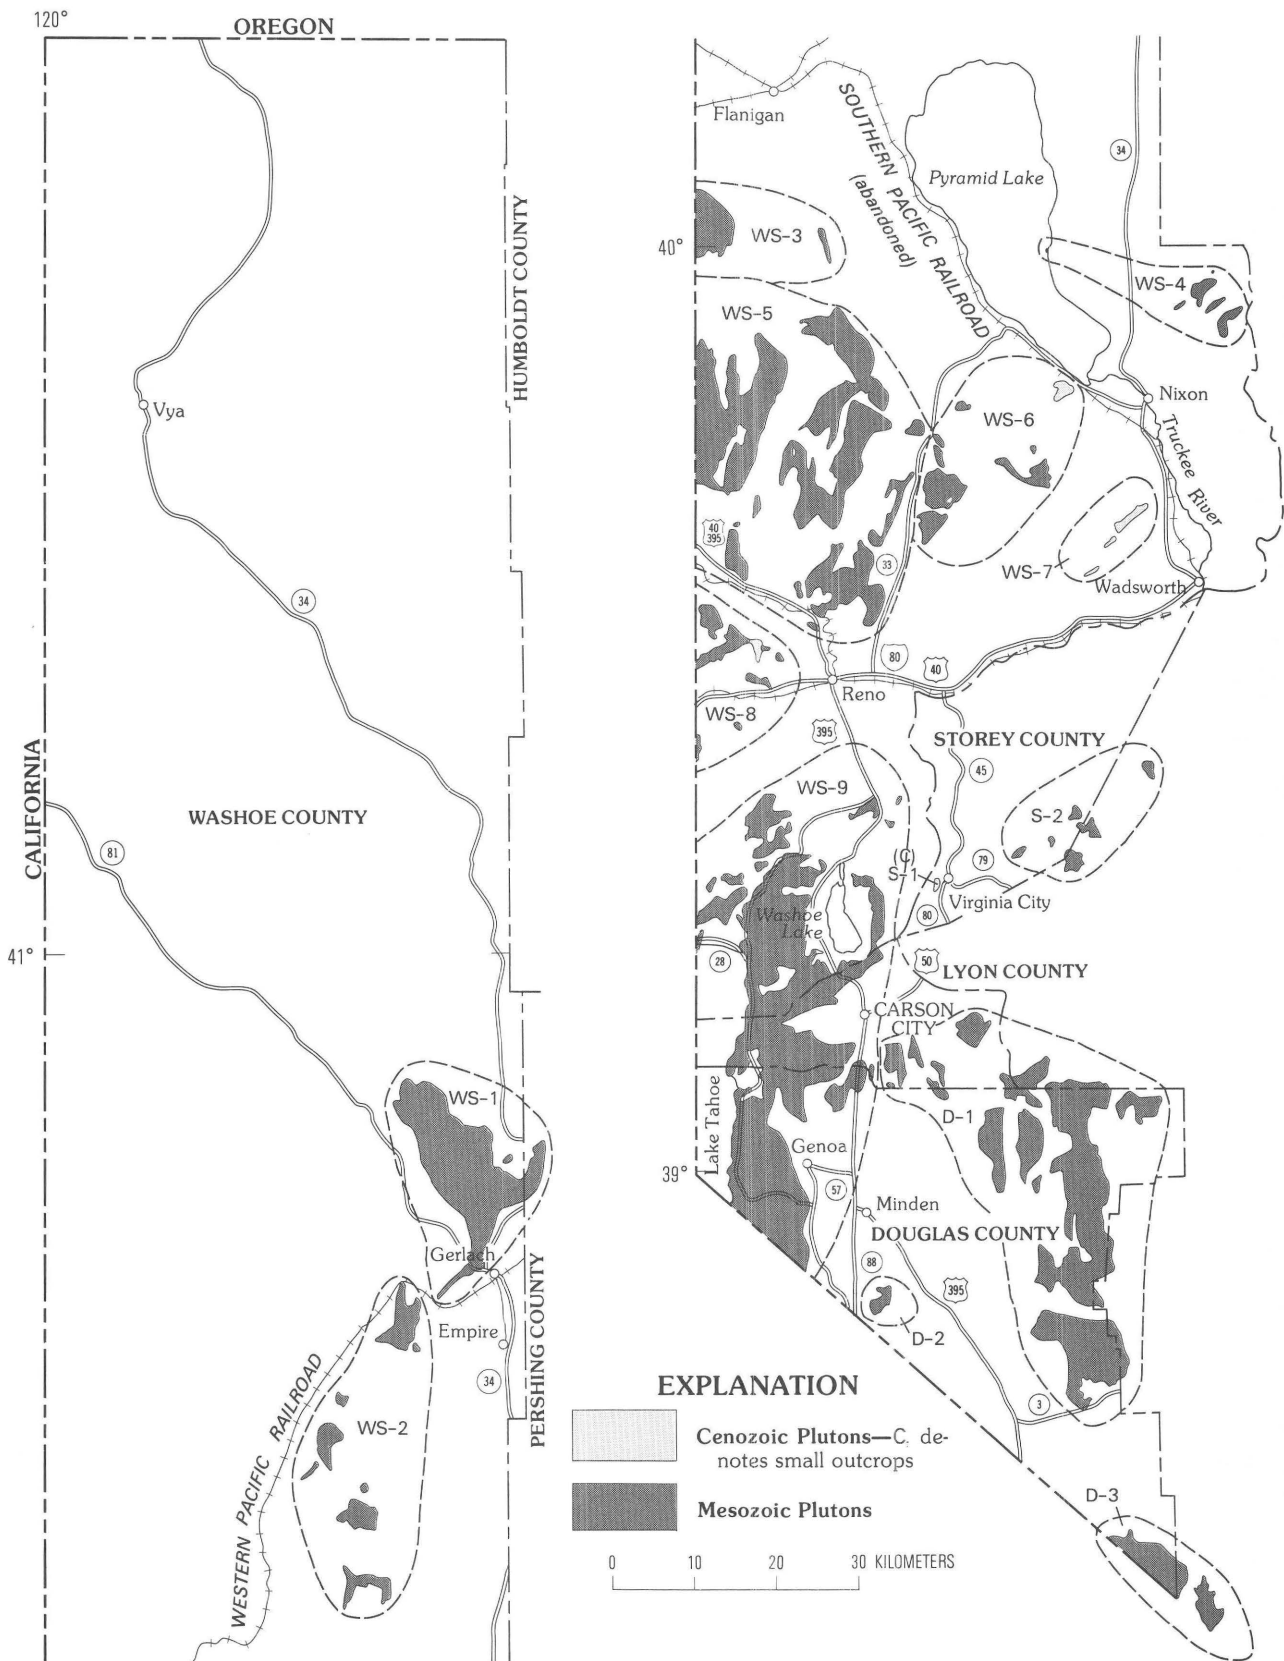 120°
OREGON
HUMBOLDT COUNTY
Vya
34
CALIFORNIA
WASHOE COUNTY
81
41°
WS-1
Gerlach
Empire
34
PERSHING COUNTY
WESTERN PACIFIC RAILROAD
WS-2
Flanigan
SOUTHERN PACIFIC RAILROAD
(abandoned)
Pyramid Lake
34
40°
WS-3
WS-4
WS-5
WS-6
Nixon
Truckee River
WS-7
Wadsworth
40
395
33
80
40
Reno
WS-8
395
STOREY COUNTY
45
WS-9
S-2
(C)
S-1
79
Virginia City
80
Washoe
Lake
28
50
LYON COUNTY
CARSON
CITY
Lake Tahoe
D-1
39°
Genoa
57
Minden
DOUGLAS COUNTY
88
395
D-2
3
D-3
EXPLANATION
Cenozoic Plutons—C, de-
notes small outcrops
Mesozoic Plutons
0 10 20 30 KILOMETERS